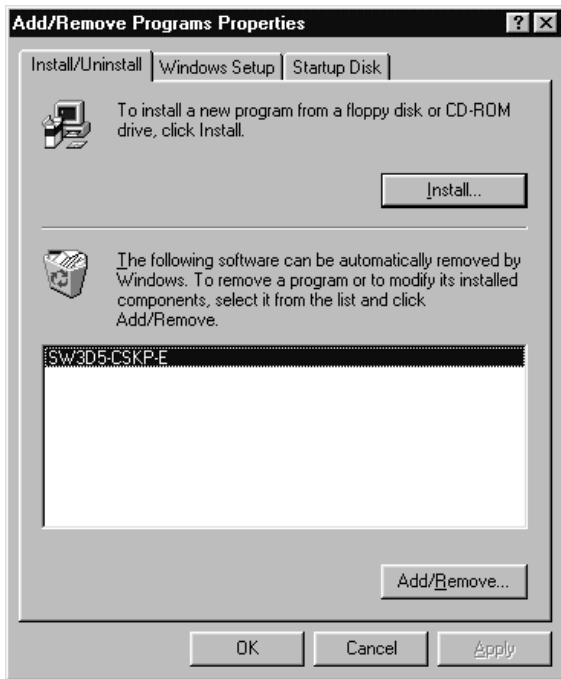 Add/Remove Programs Properties
Install/Uninstall
Windows Setup
Startup Disk
To install a new program from a floppy disk or CD-ROM
drive, click Install.
Install...
The following software can be automatically removed by
Windows. To remove a program or to modify its installed
components, select it from the list and click
Add/Remove.
SW3D5-CSKP-E
Add/Remove...
OK
Cancel
Apply